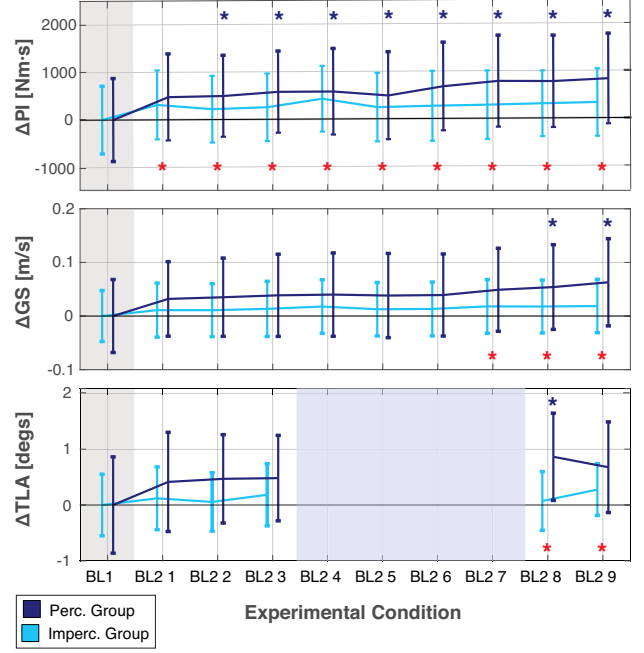 ΔPI [Nm·s]
2000
1000
0
-1000
* * * * * * * *
* * * * * * * * *
ΔGS [m/s]
0.2
0.1
0
-0.1
* *
* * *
ΔTLA [degs]
2
1
0
-1
*
* *
BL1 BL2 1 BL2 2 BL2 3 BL2 4 BL2 5 BL2 6 BL2 7 BL2 8 BL2 9
Experimental Condition
Perc. Group
Imperc. Group